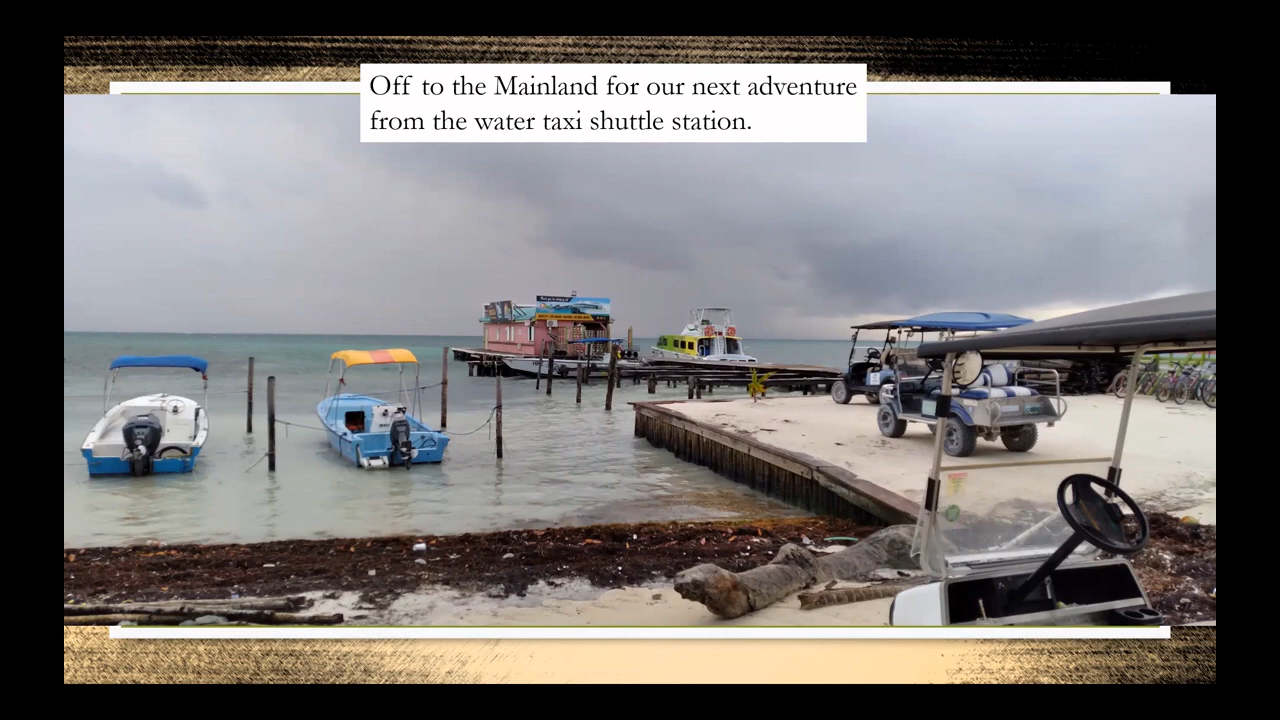 Off to the Mainland for our next adventure
from the water taxi shuttle station.